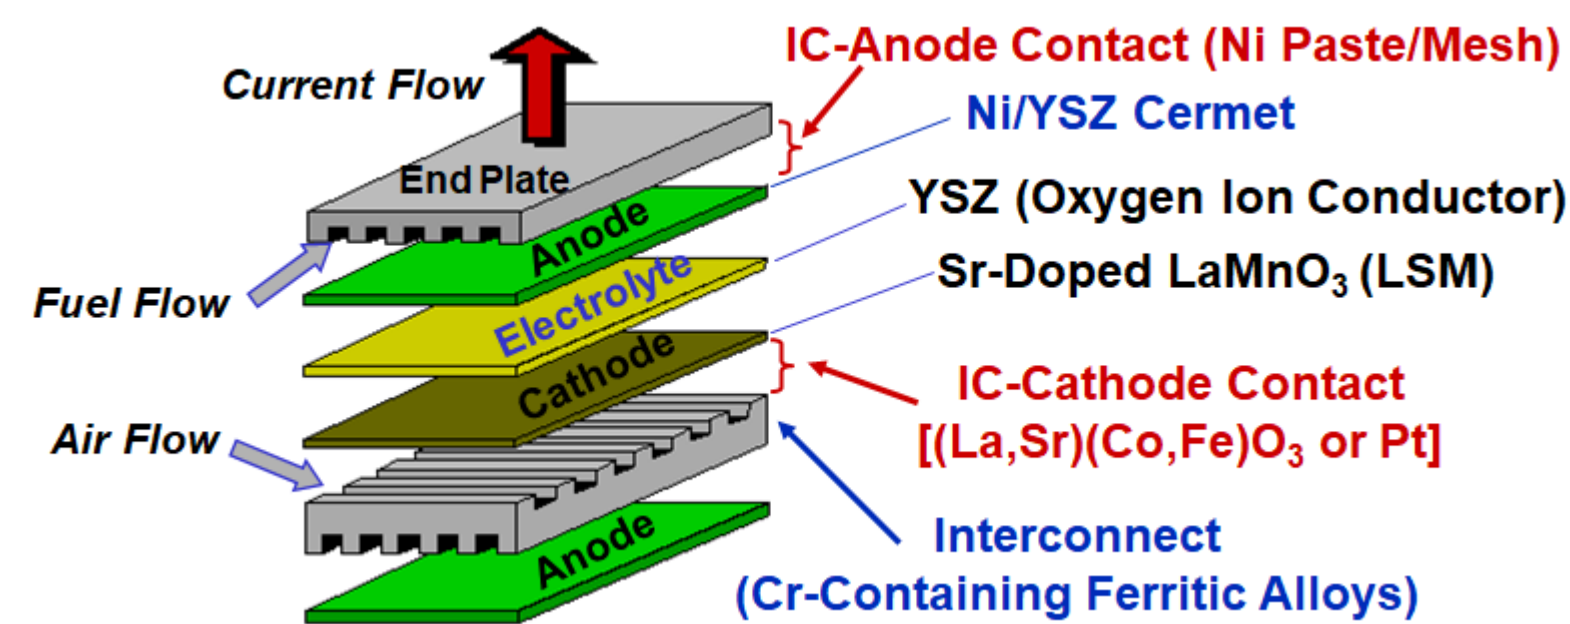 IC-Anode Contact (Ni Paste/Mesh)
Current Flow
Ni/YSZ Cermet
End Plate
YSZ (Oxygen Ion Conductor)
Anode
Fuel Flow
Electrolyte
Sr-Doped LaMnO₃ (LSM)
Cathode
IC-Cathode Contact
[(La,Sr)(Co,Fe)O₃ or Pt]
Air Flow
Interconnect
(Cr-Containing Ferritic Alloys)
Anode